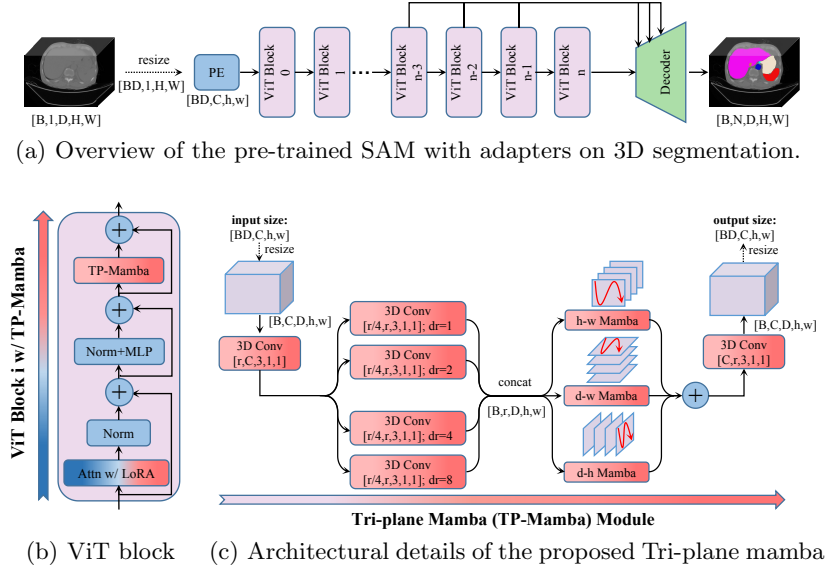 resize
[BD,1,H,W]
[B,1,D,H,W]
PE
[BD,C,h,w]
ViT Block
0
ViT Block
1
...
ViT Block
n-3
ViT Block
n-2
ViT Block
n-1
ViT Block
n
Decoder
[B,N,D,H,W]
(a) Overview of the pre-trained SAM with adapters on 3D segmentation.
ViT Block i w/ TP-Mamba
+
TP-Mamba
+
Norm+MLP
+
Norm
Attn w/ LoRA
(b) ViT block
input size:
[BD,C,h,w]
resize
[B,C,D,h,w]
3D Conv
[r,C,3,1,1]
3D Conv
[r/4,r,3,1,1]; dr=1
3D Conv
[r/4,r,3,1,1]; dr=2
3D Conv
[r/4,r,3,1,1]; dr=4
3D Conv
[r/4,r,3,1,1]; dr=8
concat
[B,r,D,h,w]
h-w Mamba
d-w Mamba
d-h Mamba
+
output size:
[BD,C,h,w]
resize
[B,C,D,h,w]
3D Conv
[C,r,3,1,1]
Tri-plane Mamba (TP-Mamba) Module
(c) Architectural details of the proposed Tri-plane mamba